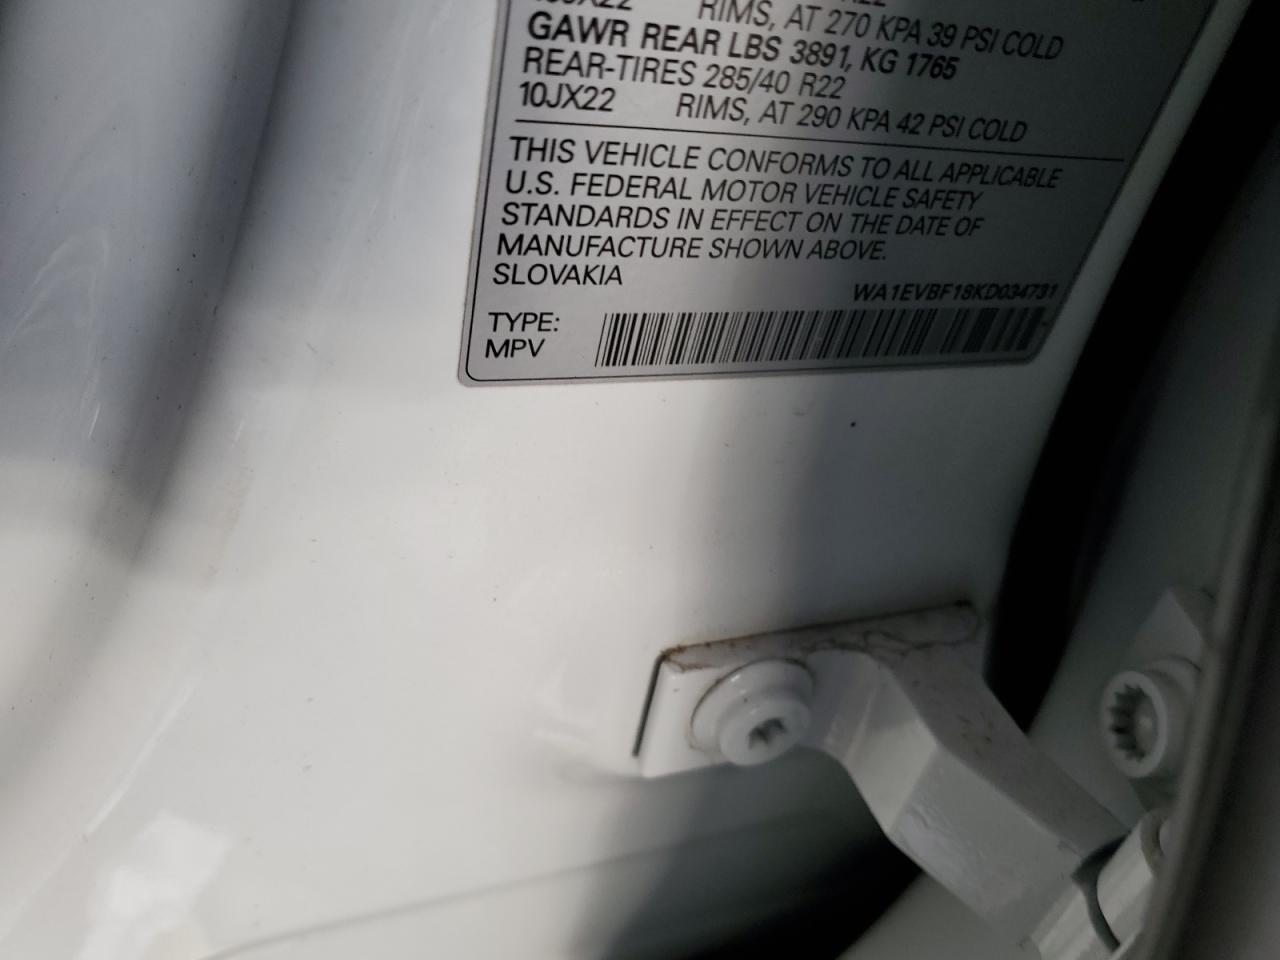 RIMS, AT 270 KPA 39 PSI COLD
GAWR REAR LBS 3891, KG 1765
REAR-TIRES 285/40 R22
10JX22 RIMS, AT 290 KPA 42 PSI COLD
THIS VEHICLE CONFORMS TO ALL APPLICABLE
U.S. FEDERAL MOTOR VEHICLE SAFETY
STANDARDS IN EFFECT ON THE DATE OF
MANUFACTURE SHOWN ABOVE.
SLOVAKIA
WA1EVBF18KD034731
TYPE:
MPV